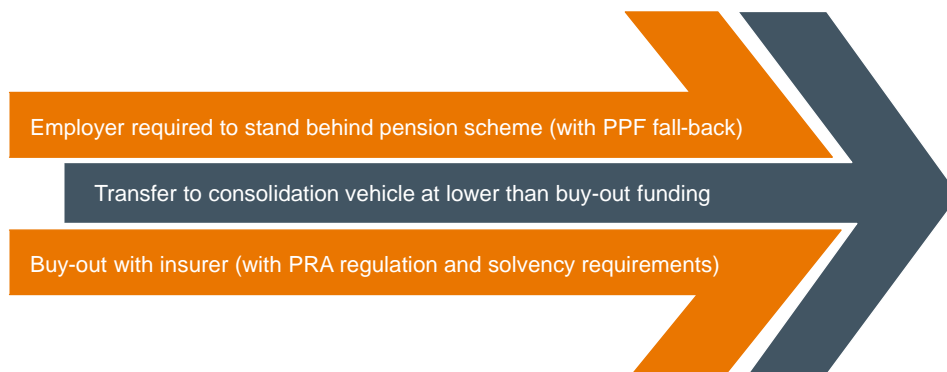 Employer required to stand behind pension scheme (with PPF fall-back)
Transfer to consolidation vehicle at lower than buy-out funding
Buy-out with insurer (with PRA regulation and solvency requirements)